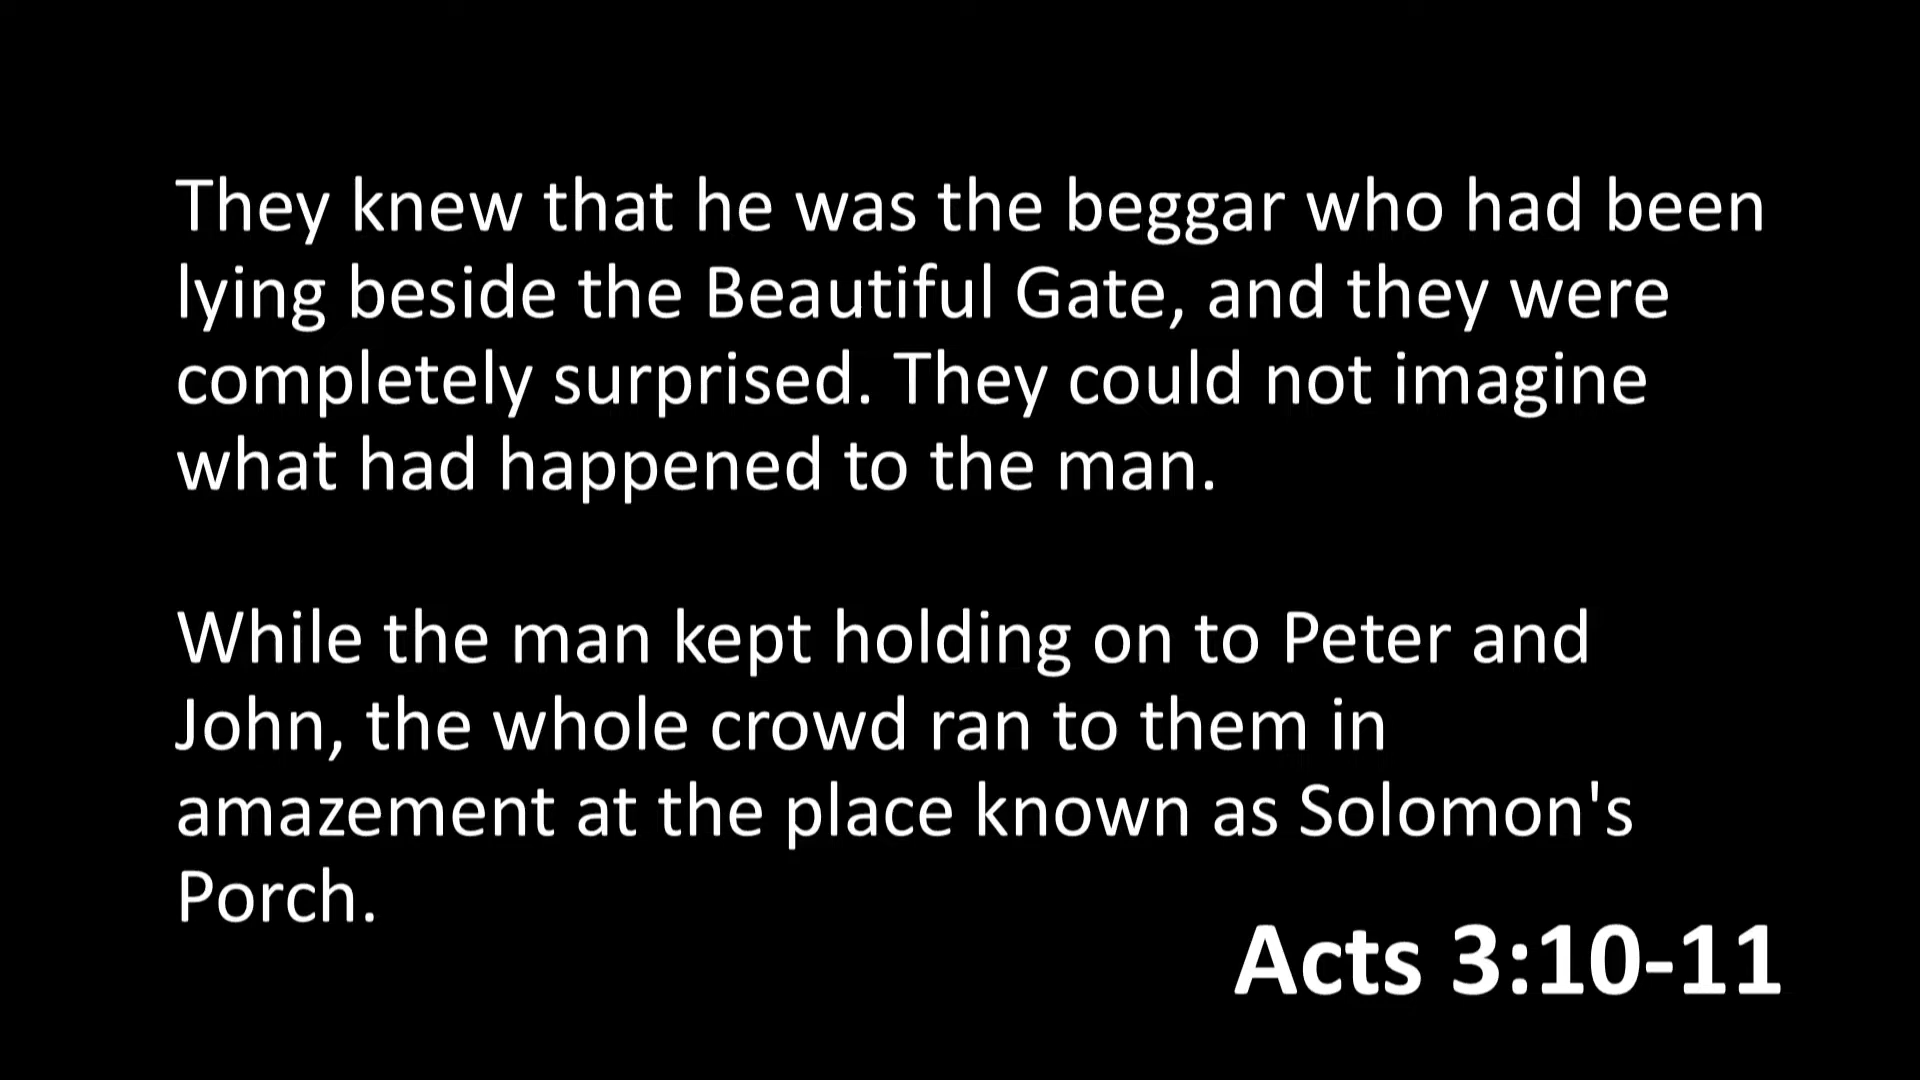 They knew that he was the beggar who had been
lying beside the Beautiful Gate, and they were
completely surprised. They could not imagine
what had happened to the man.
While the man kept holding on to Peter and
John, the whole crowd ran to them in
amazement at the place known as Solomon's
Porch.
Acts 3:10-11